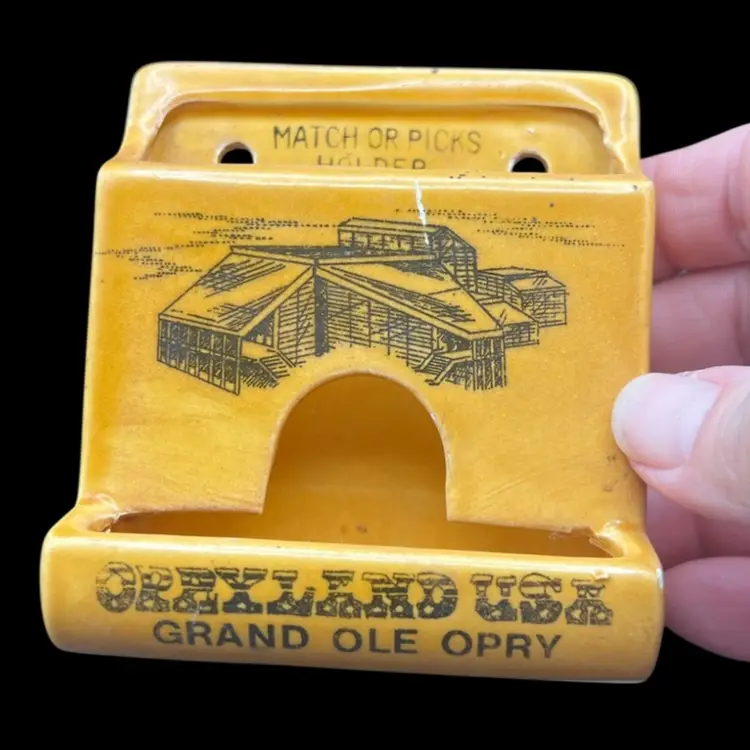 MATCH OR PICKS
HOLDER
OPRYLAND USA
GRAND OLE OPRY